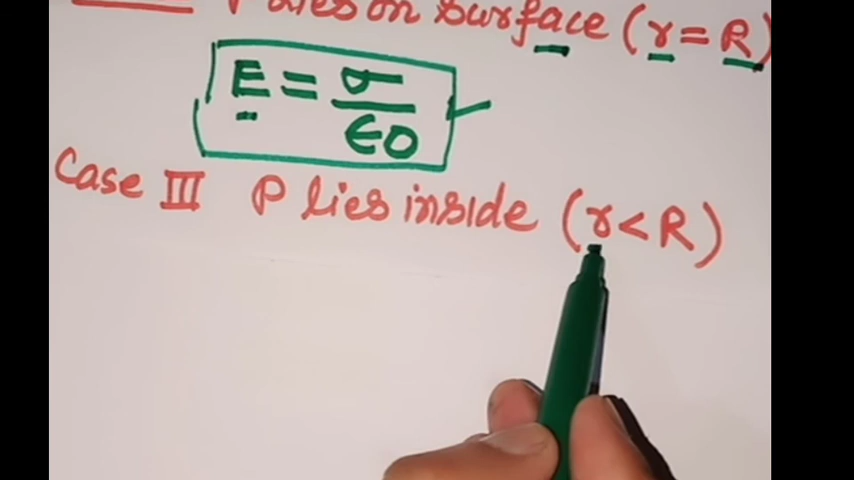 P lies on surface (r = R)
E = σ/ϵ0
Case III P lies inside (r < R)